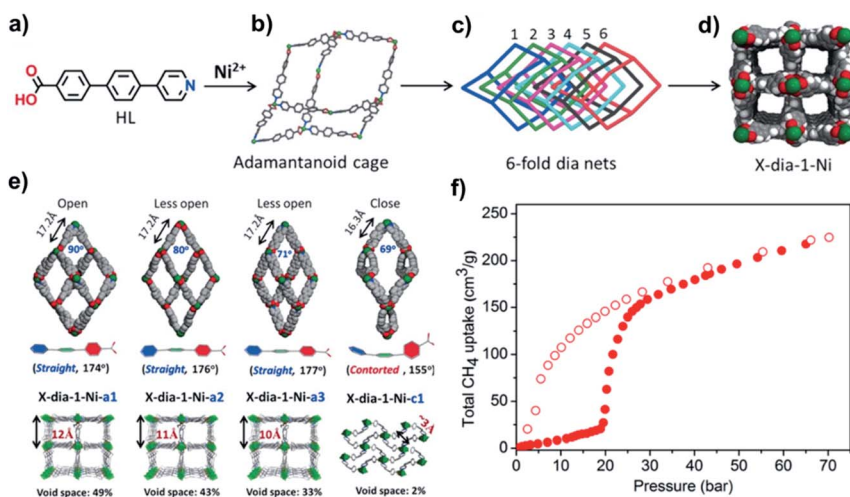 a)
O
HO
N
HL
Ni²⁺
b)
Adamantanoid cage
c)
1 2 3 4 5 6
6-fold dia nets
d)
X-dia-1-Ni
e)
Open
17.2Å
90°
(Straight, 174°)
X-dia-1-Ni-a1
12Å
Void space: 49%
Less open
17.2Å
80°
(Straight, 176°)
X-dia-1-Ni-a2
11Å
Void space: 43%
Less open
17.2Å
71°
(Straight, 177°)
X-dia-1-Ni-a3
10Å
Void space: 33%
Close
16.3Å
69°
(Contorted, 155°)
X-dia-1-Ni-c1
~3 Å
Void space: 2%
f)
Total CH₄ uptake (cm³/g)
250
200
150
100
50
0
0 10 20 30 40 50 60 70
Pressure (bar)